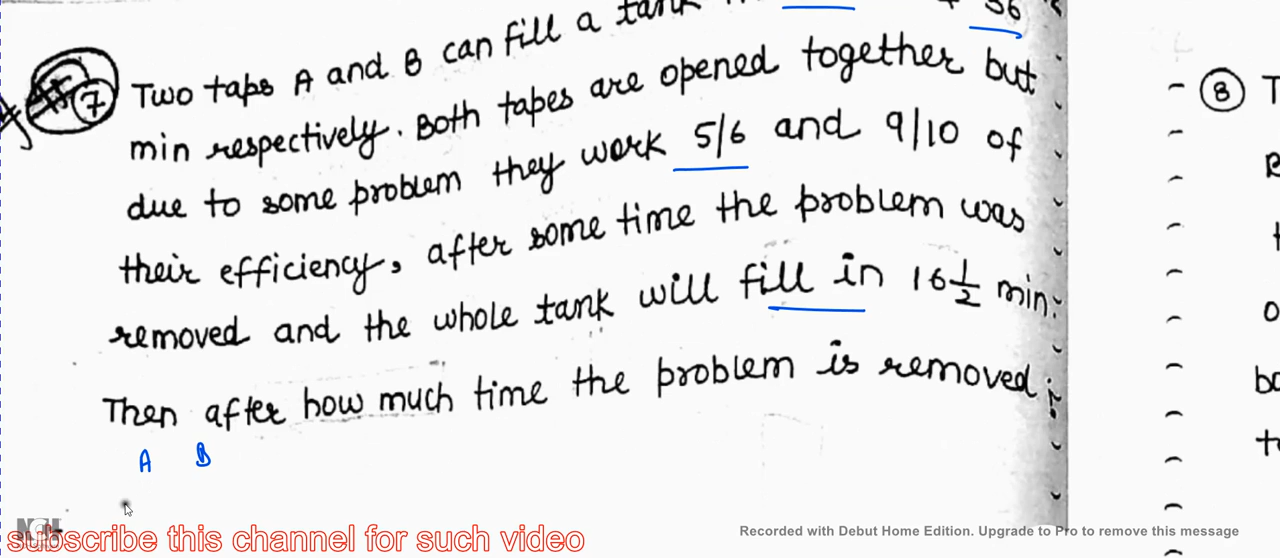 36
7 Two taps A and B can fill a tank
min respectively. Both tapes are opened together but
due to some problem they work 5/6 and 9/10 of
their efficiency, after some time the problem was
removed and the whole tank will fill in 16 1/2 min.
Then after how much time the problem is removed?
A B
8 T
subscribe this channel for such video
Recorded with Debut Home Edition. Upgrade to Pro to remove this message